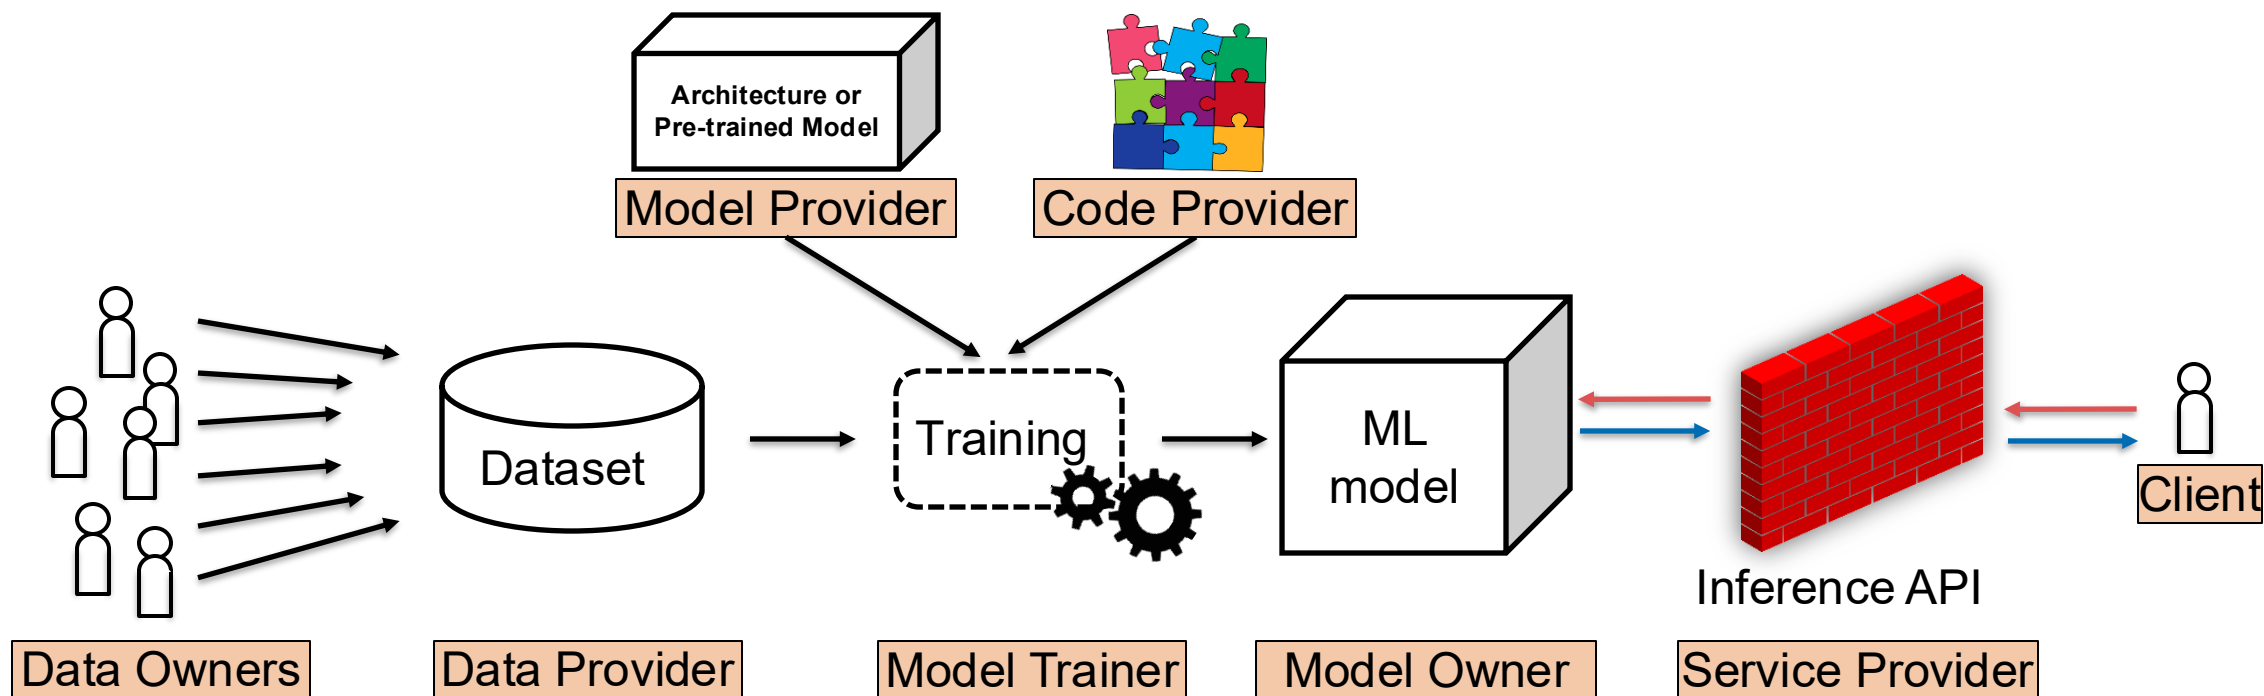 Architecture or
Pre-trained Model
Model Provider
Code Provider
Dataset
Training
ML
model
Inference API
Client
Data Owners
Data Provider
Model Trainer
Model Owner
Service Provider